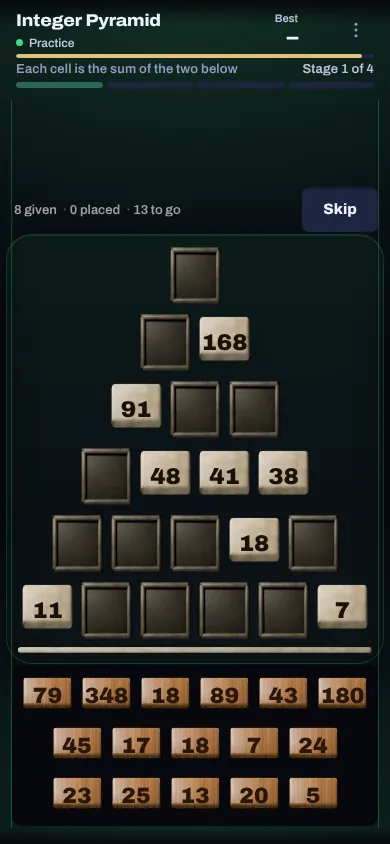 Integer Pyramid
Best
Practice
–
Each cell is the sum of the two below
Stage 1 of 4
8 given · 0 placed · 13 to go
Skip
168
91
48 41 38
18
11 7
79 348 18 89 43 180
45 17 18 7 24
23 25 13 20 5